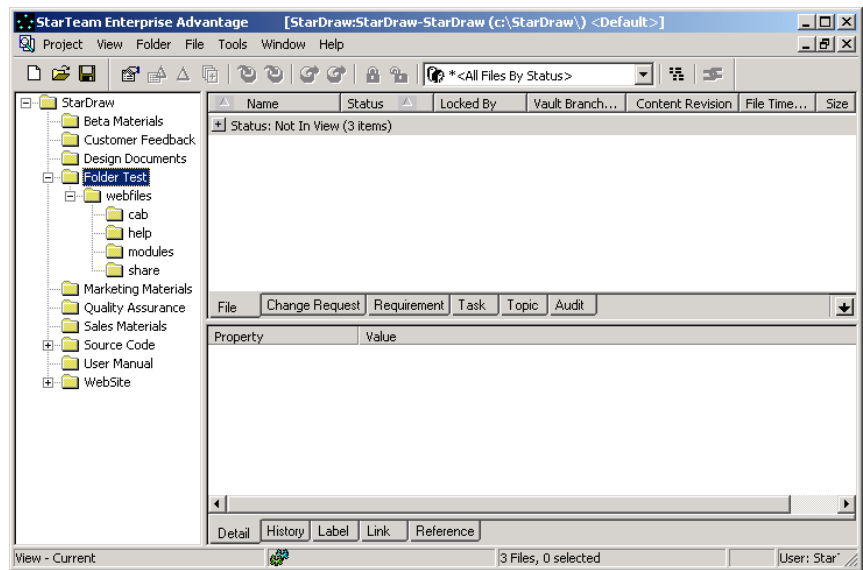 StarTeam Enterprise Advantage [StarDraw:StarDraw-StarDraw (c:\StarDraw\) <Default>]
Project View Folder File Tools Window Help
*<All Files By Status>
StarDraw
Beta Materials
Customer Feedback
Design Documents
Folder Test
webfiles
cab
help
modules
share
Marketing Materials
Quality Assurance
Sales Materials
Source Code
User Manual
WebSite
Name Status Locked By Vault Branch... Content Revision File Time... Size
Status: Not In View (3 items)
File Change Request Requirement Task Topic Audit
Property Value
Detail History Label Link Reference
View - Current 3 Files, 0 selected User: Star